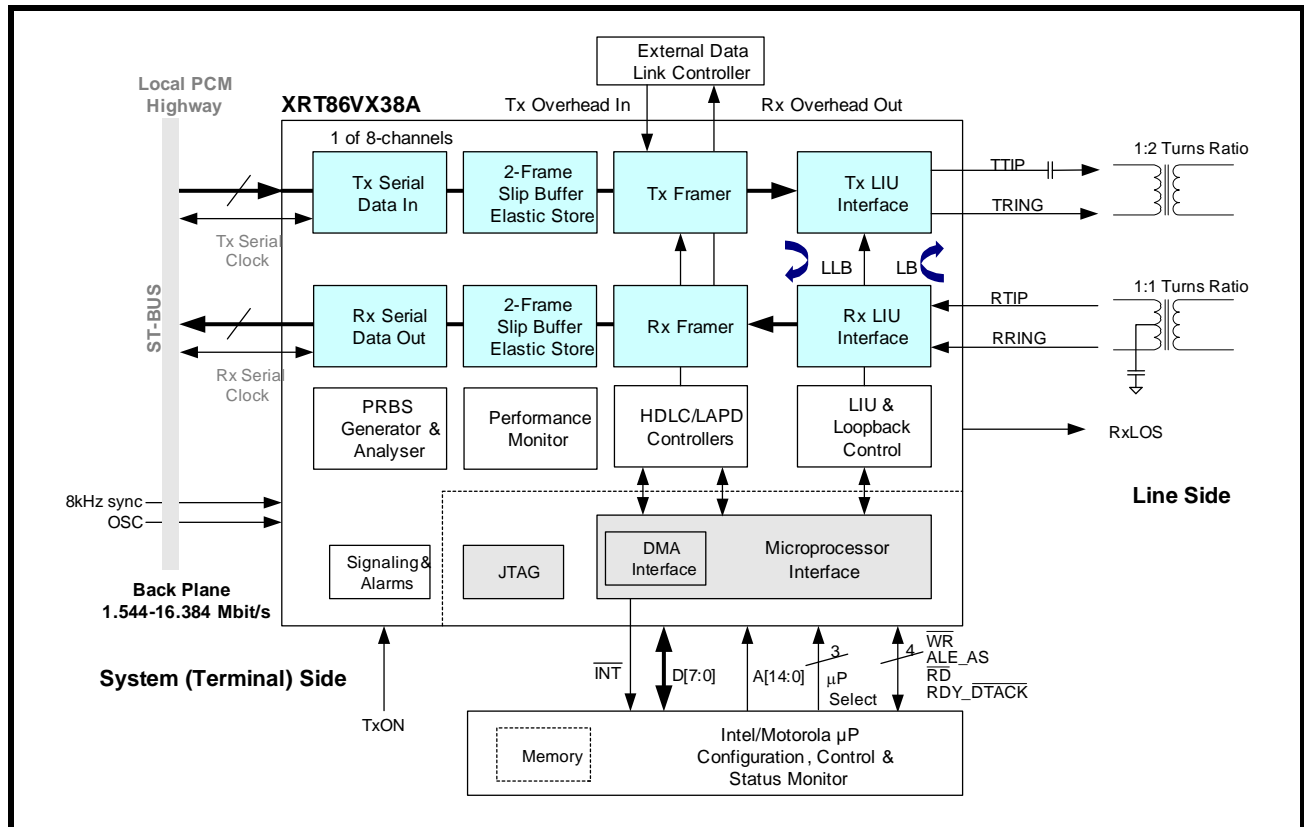 External Data
Link Controller
Local PCM
Highway
XRT86VX38A
Tx Overhead In
Rx Overhead Out
1 of 8-channels
1:2 Turns Ratio
Tx Serial
Data In
2-Frame
Slip Buffer
Elastic Store
Tx Framer
Tx LIU
Interface
TTIP
TRING
Tx Serial
Clock
LLB
LB
ST-BUS
1:1 Turns Ratio
Rx Serial
Data Out
2-Frame
Slip Buffer
Elastic Store
Rx Framer
Rx LIU
Interface
RTIP
RRING
Rx Serial
Clock
PRBS
Generator &
Analyser
Performance
Monitor
HDLC/LAPD
Controllers
LIU &
Loopback
Control
RxLOS
8kHz sync
OSC
Line Side
Signaling &
Alarms
JTAG
DMA
Interface
Microprocessor
Interface
Back Plane
1.544-16.384 Mbit/s
System (Terminal) Side
TxON
INT
D[7:0]
A[14:0]
3
µP
Select
4
WR
ALE_AS
RD
RDY_DTACK
Memory
Intel/Motorola µP
Configuration, Control &
Status Monitor